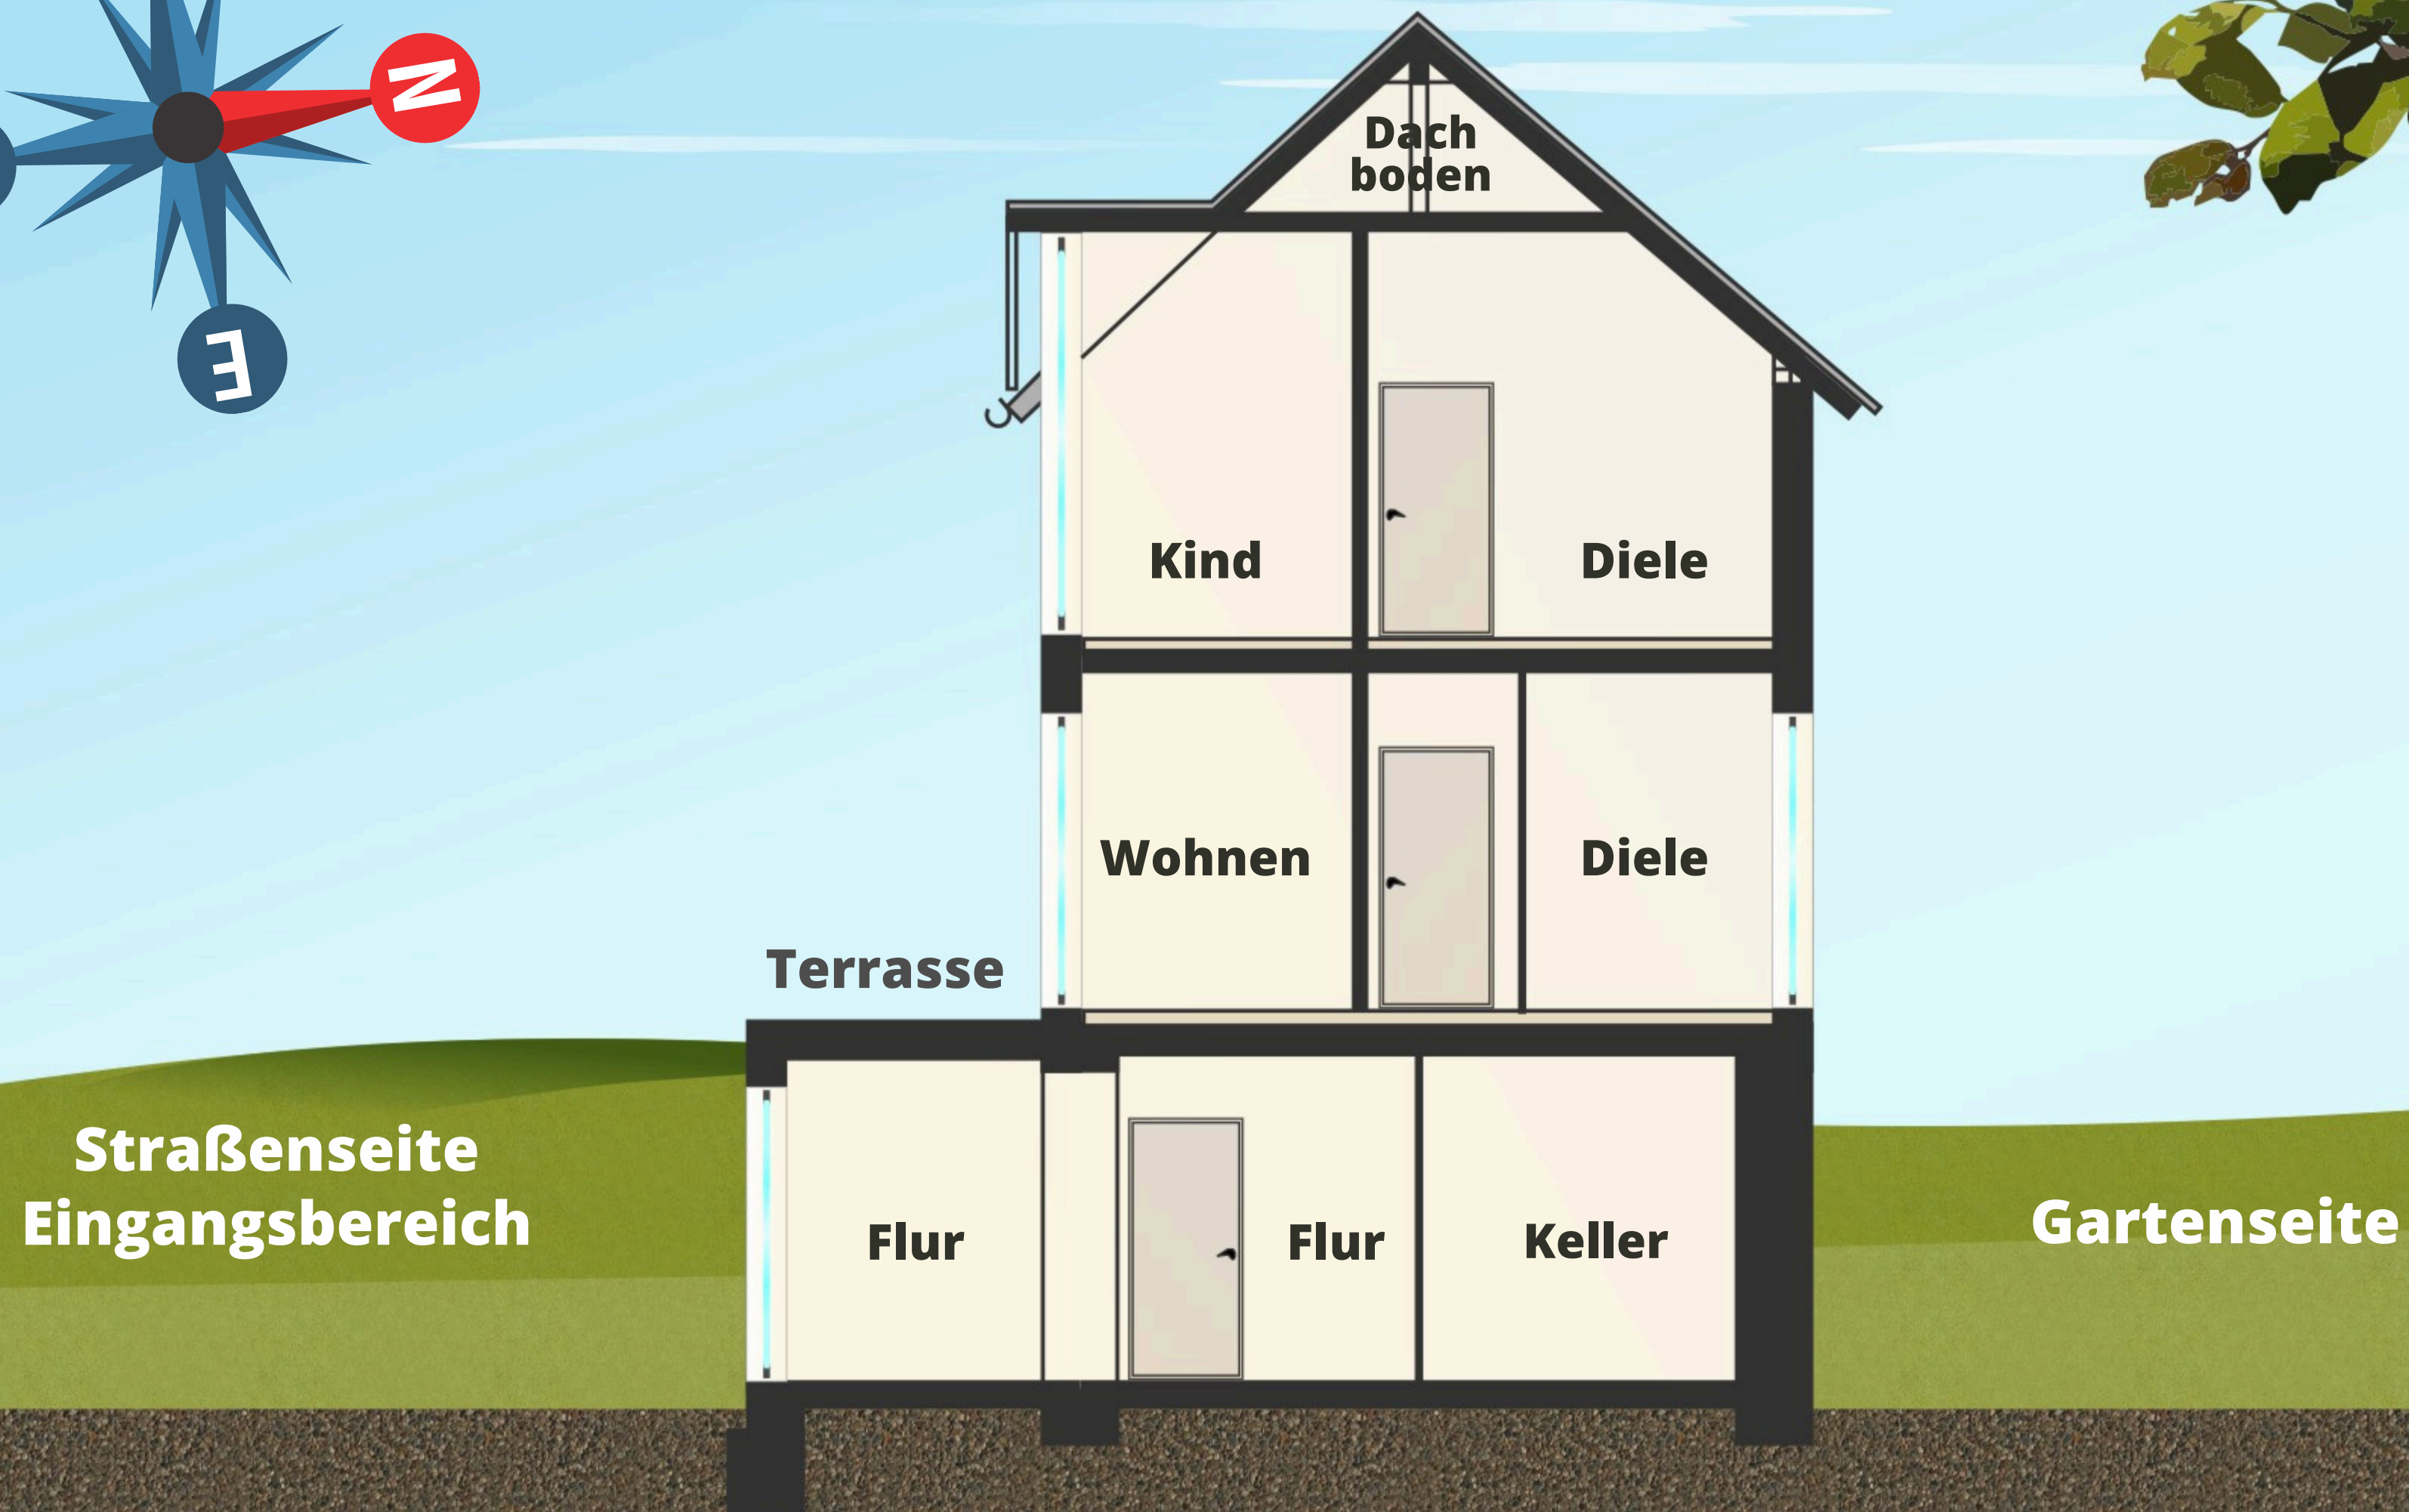 N
E
Dach
boden
Kind
Diele
Wohnen
Diele
Terrasse
Straßenseite
Eingangsbereich
Flur
Flur
Keller
Gartenseite